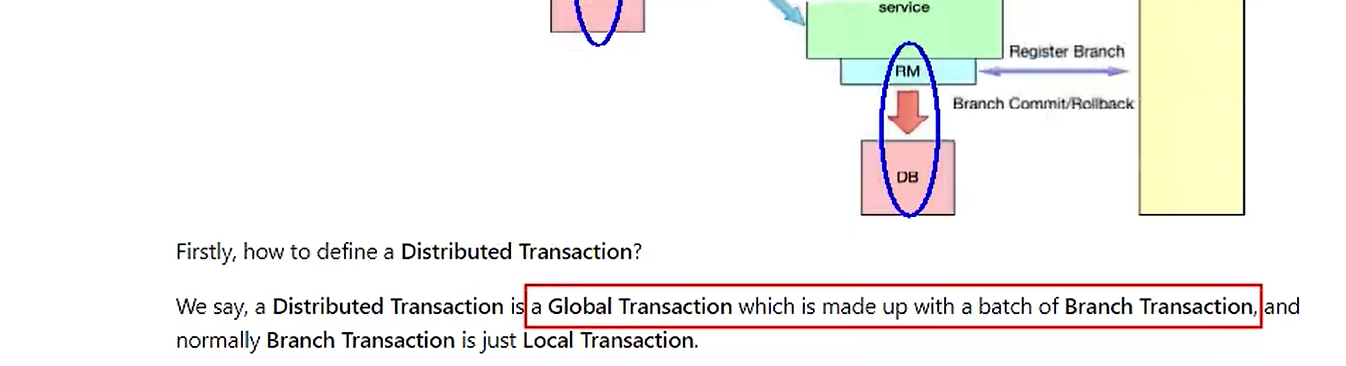 service
Register Branch
RM
Branch Commit/Rollback
DB
Firstly, how to define a Distributed Transaction?
We say, a Distributed Transaction is a Global Transaction which is made up with a batch of Branch Transaction, and
normally Branch Transaction is just Local Transaction.